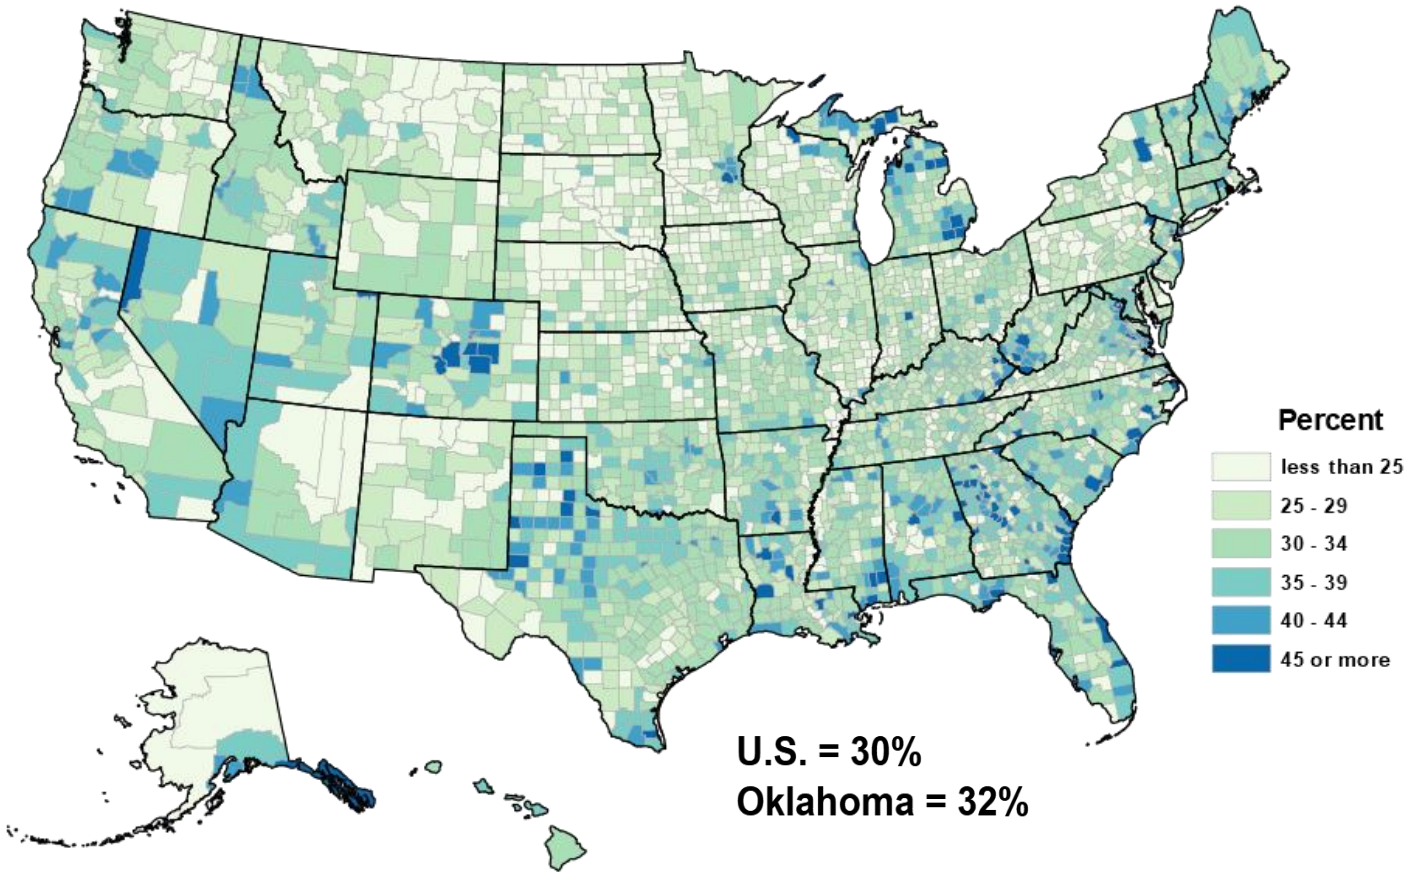 Percent
less than 25
25 - 29
30 - 34
35 - 39
40 - 44
45 or more
U.S. = 30%
Oklahoma = 32%